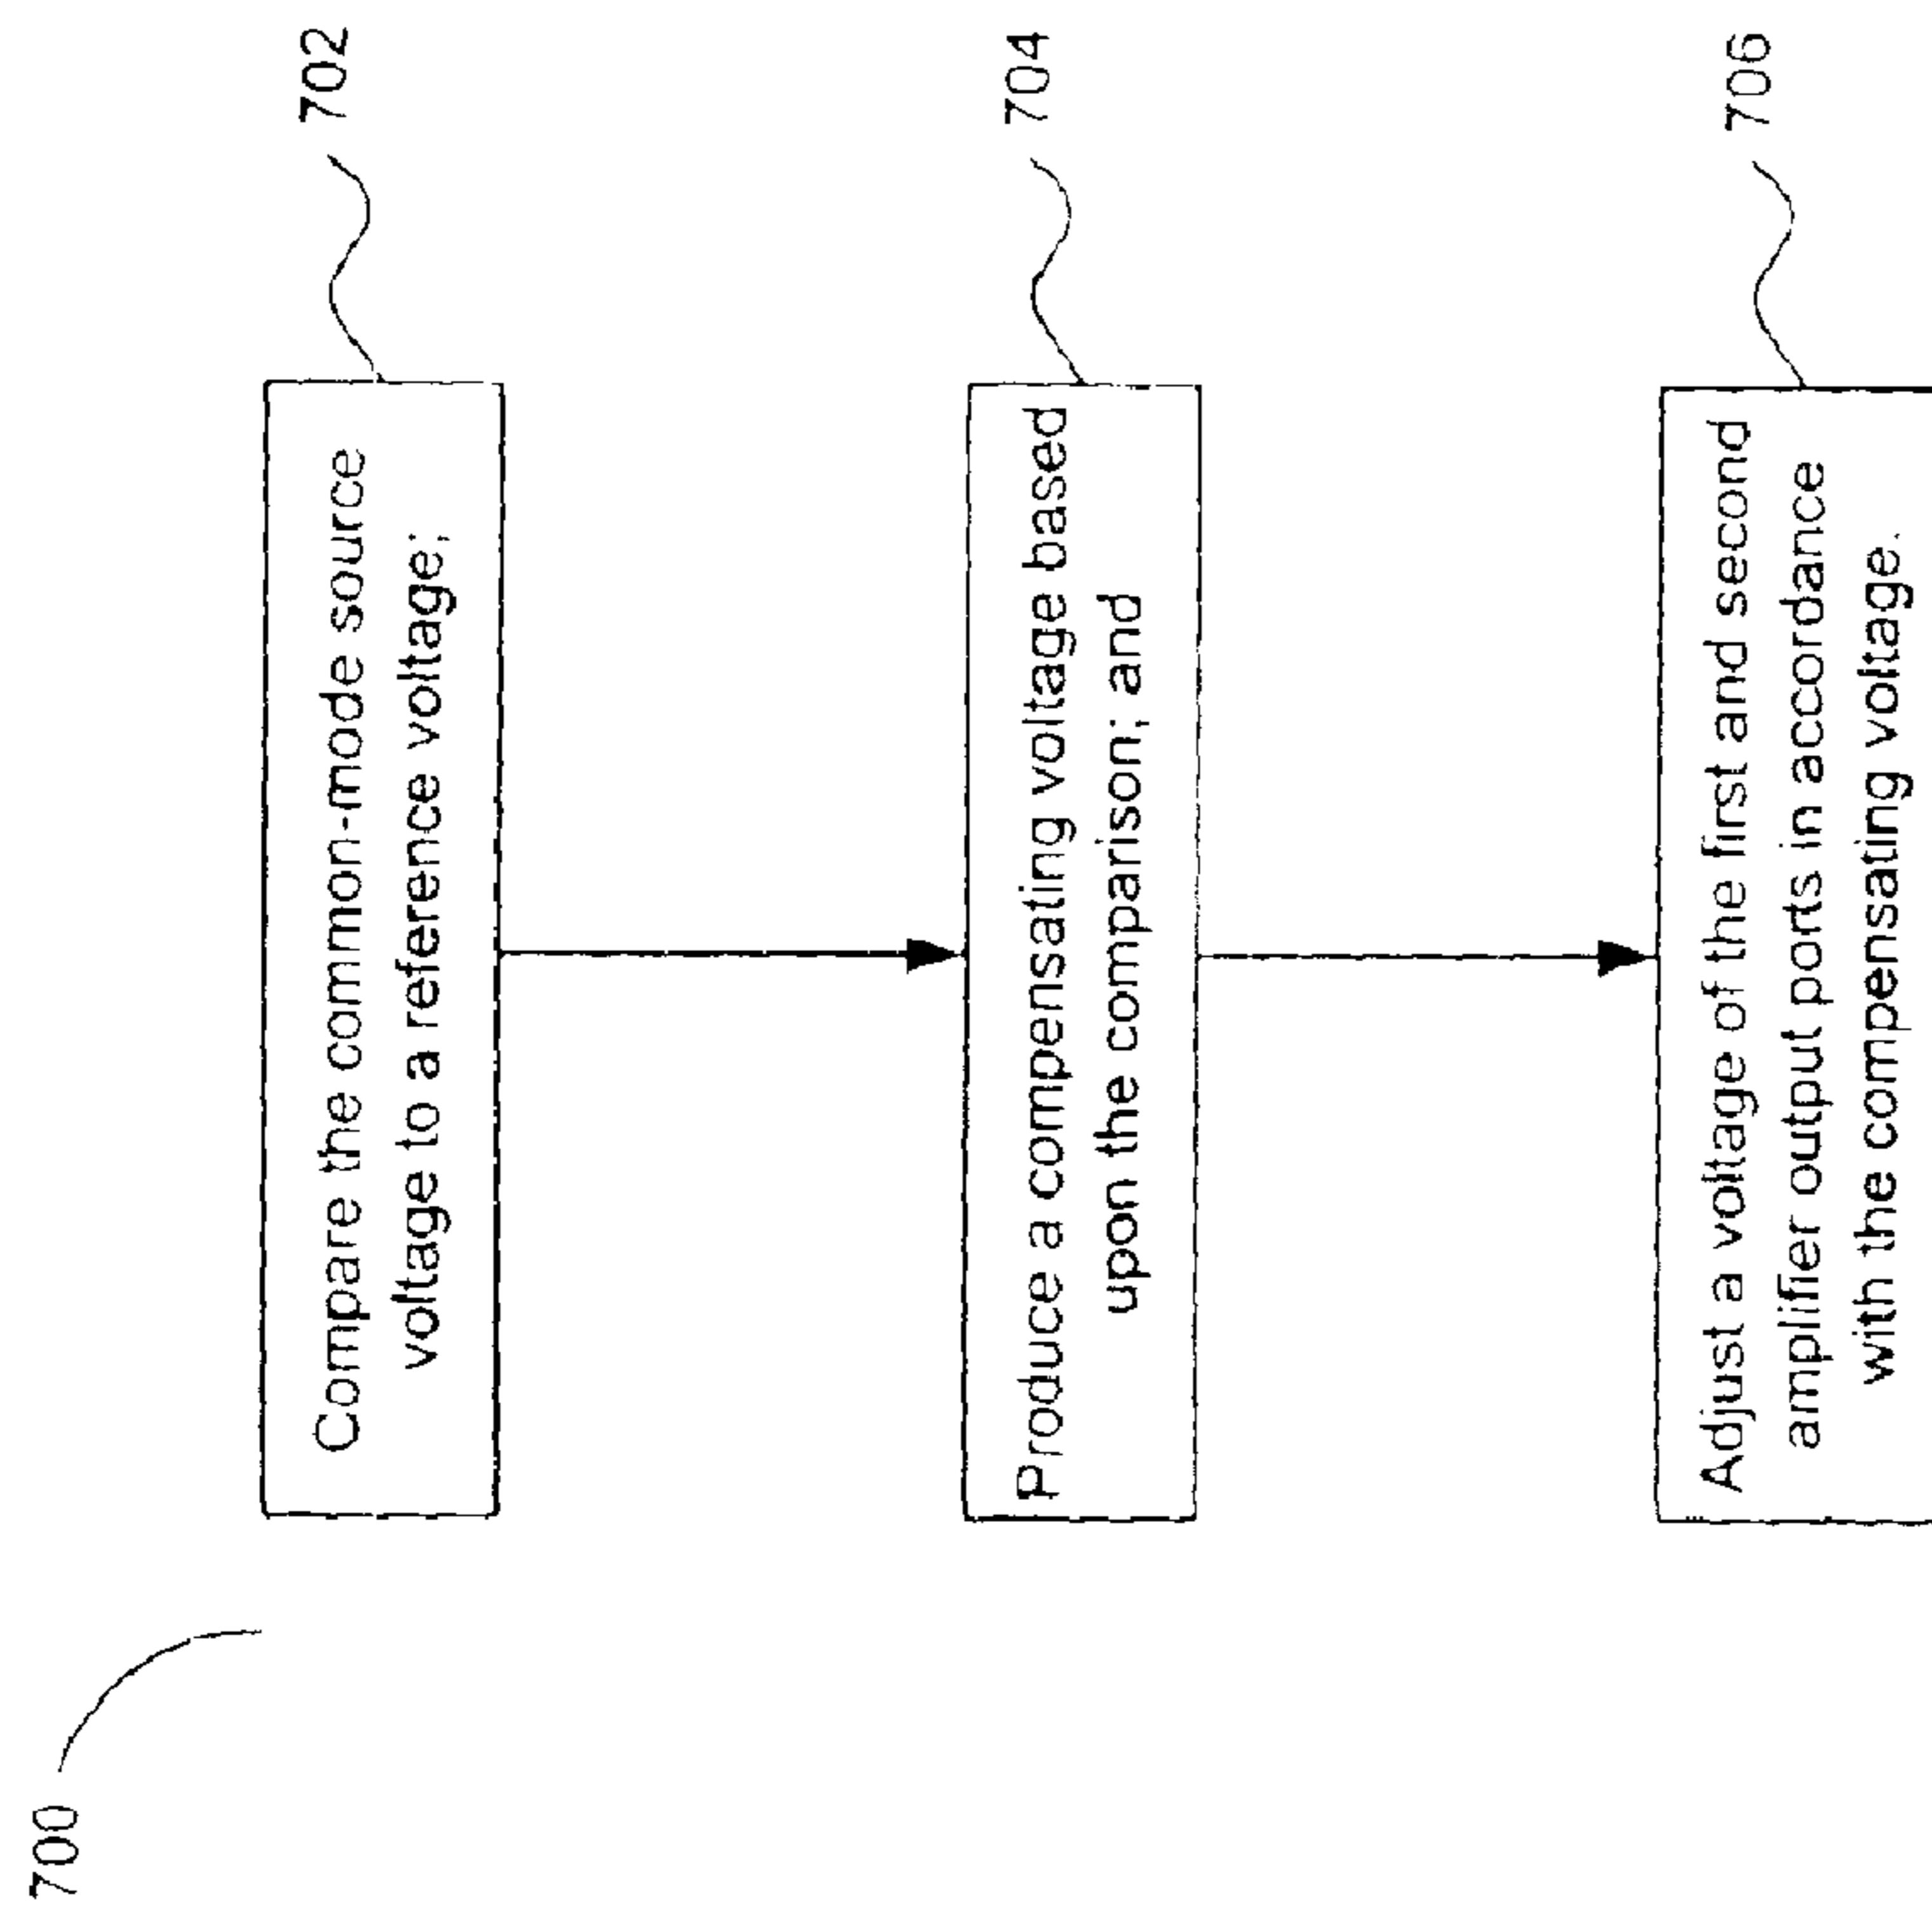 700
Compare the common-mode source
voltage to a reference voltage;
702
Produce a compensating voltage based
upon the comparison; and
704
Adjust a voltage of the first and second
amplifier output ports in accordance
with the compensating voltage.
706